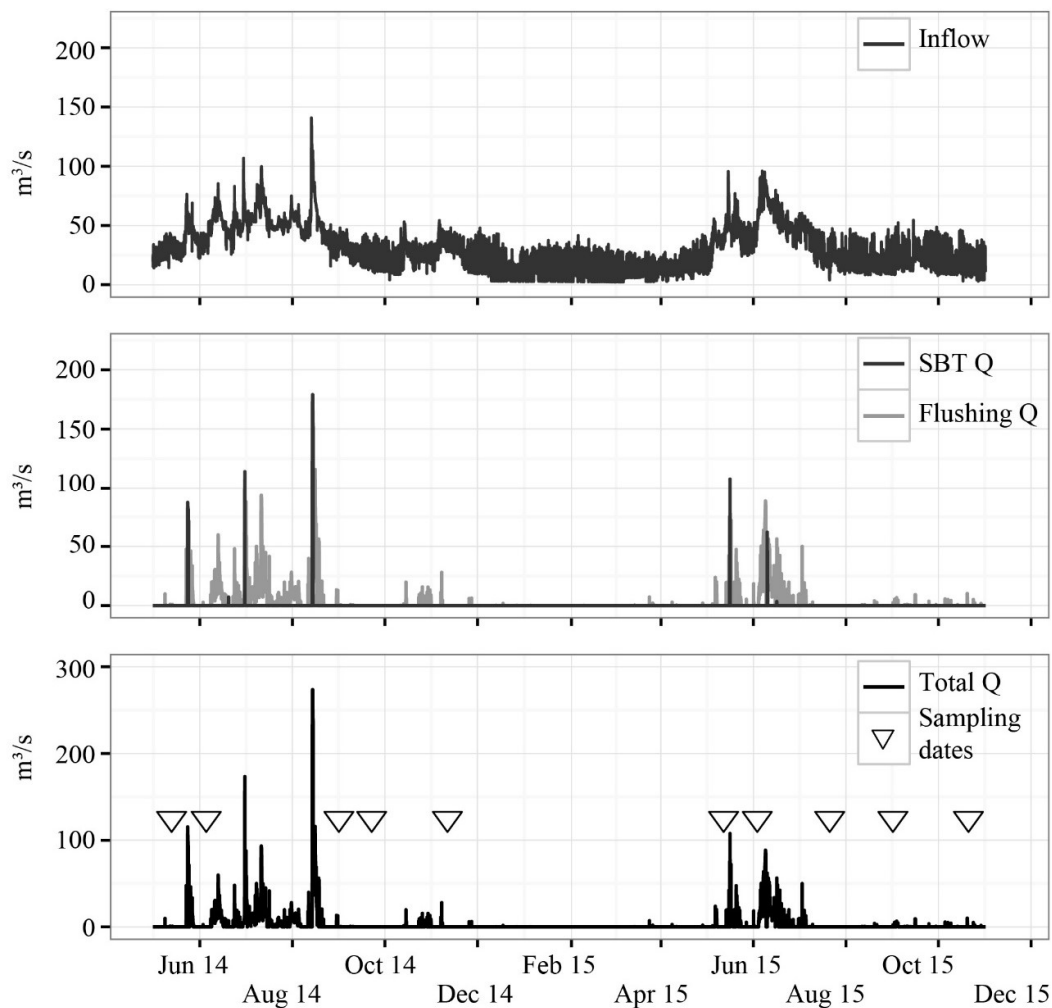 200
150
100
50
0
m³/s
Inflow
200
150
100
50
0
m³/s
SBT Q
Flushing Q
300
200
100
0
m³/s
Total Q
Sampling
dates
Jun 14 Oct 14 Feb 15 Jun 15 Oct 15
Aug 14 Dec 14 Apr 15 Aug 15 Dec 15